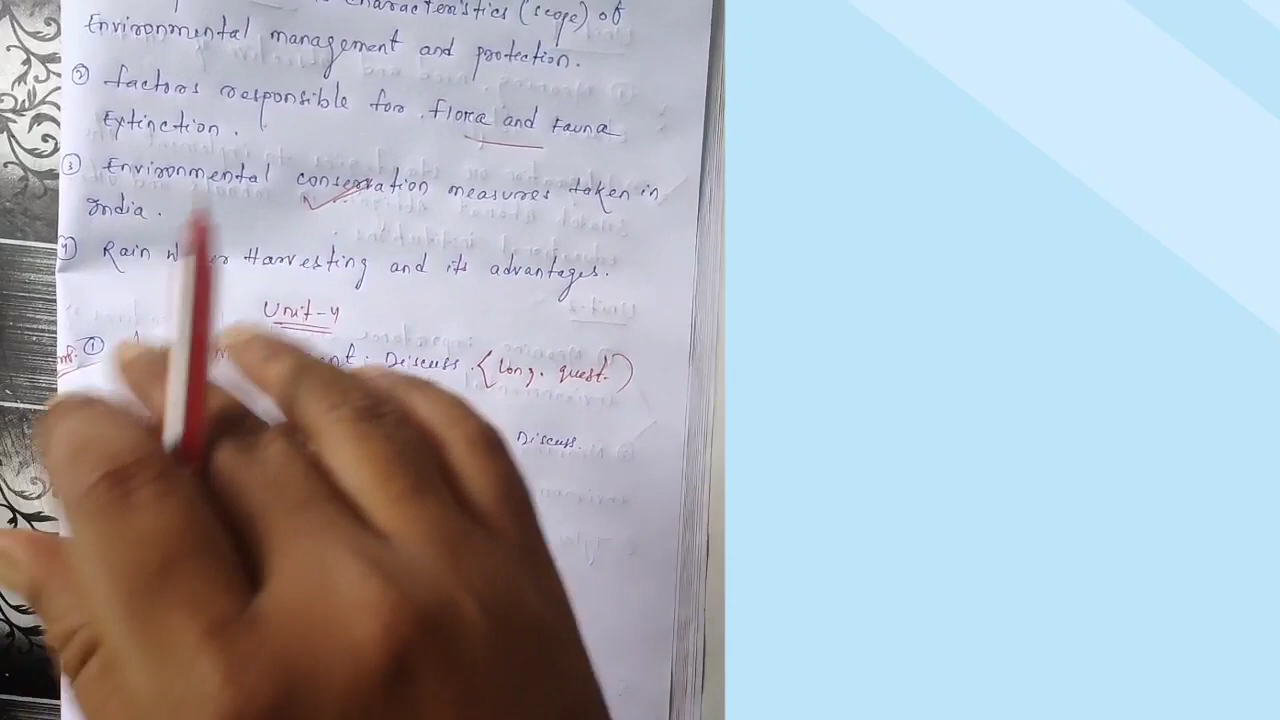 characteristics (scope) of
Environmental management and protection.
② factors responsible for Flora and Fauna
Extinction.
③ Environmental conservation measures taken in
India.
④ Rain Harvesting and its advantages.
Unit-4
① Discuss. {Long. quest.)
Discuss.